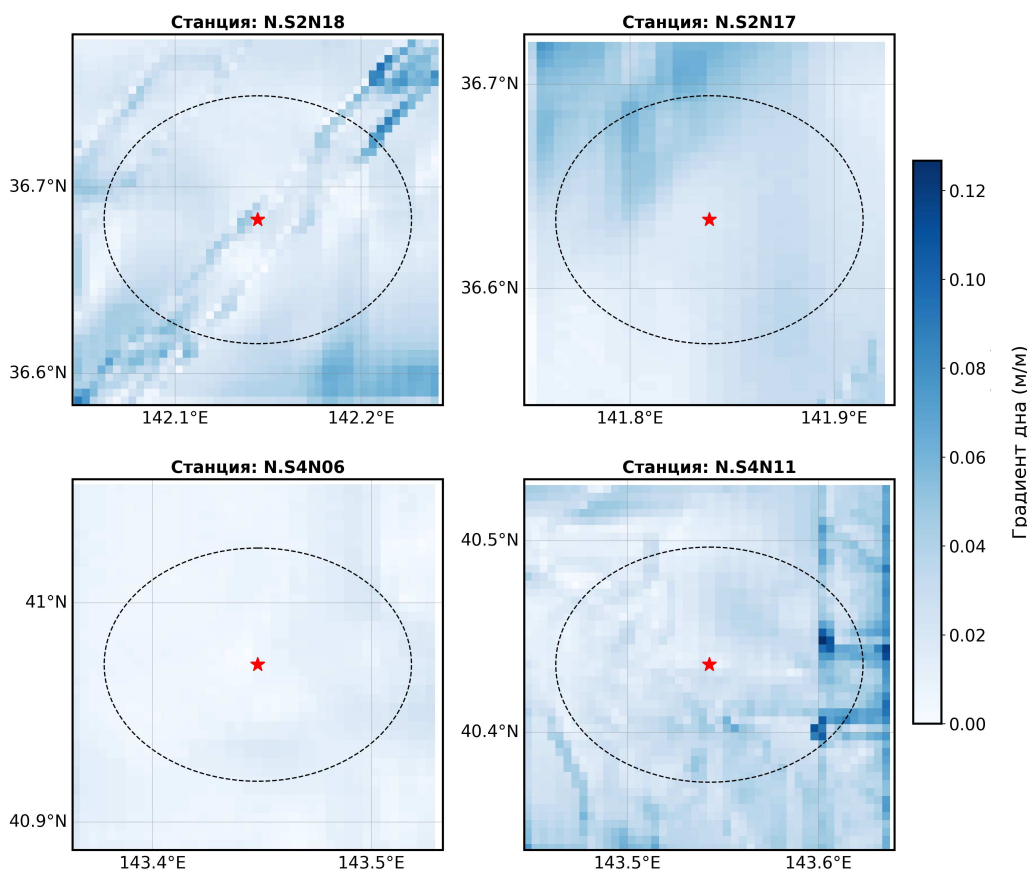 Станция: N.S2N18
Станция: N.S2N17
36.7°N
36.6°N
142.1°E
142.2°E
36.7°N
36.6°N
141.8°E
141.9°E
0.12
0.10
0.08
0.06
0.04
0.02
0.00
Градиент дна (м/м)
Станция: N.S4N06
Станция: N.S4N11
41°N
40.9°N
143.4°E
143.5°E
40.5°N
40.4°N
143.5°E
143.6°E